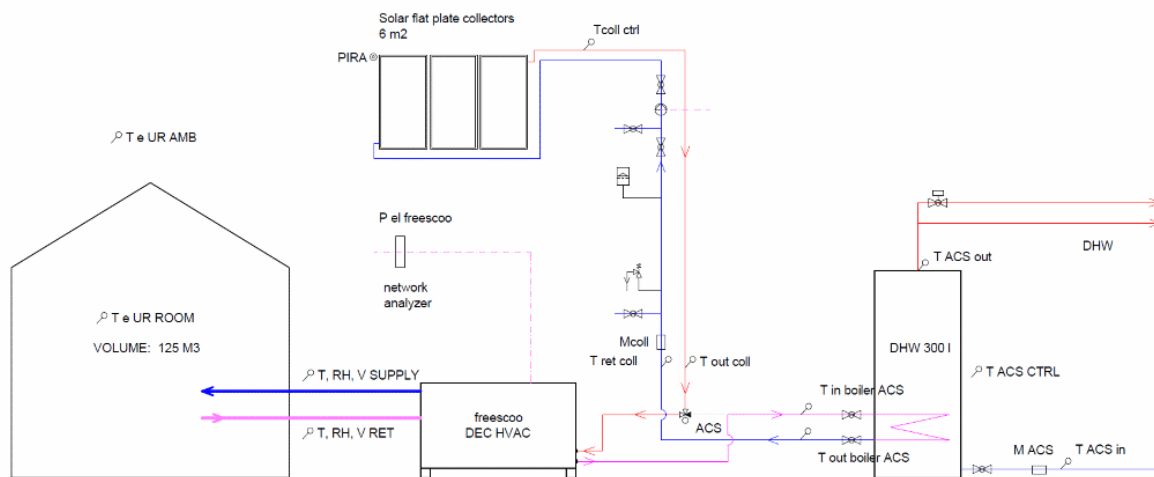 Solar flat plate collectors
6 m2
Tcoll ctrl
PIRA
T e UR AMB
P el freescoo
network
analyzer
DHW
T ACS out
T e UR ROOM
VOLUME: 125 M3
Mcoll
T ret coll
T out coll
DHW 300 l
T ACS CTRL
T, RH, V SUPPLY
T in boiler ACS
freescoo
DEC HVAC
ACS
T, RH, V RET
T out boiler ACS
M ACS
T ACS in